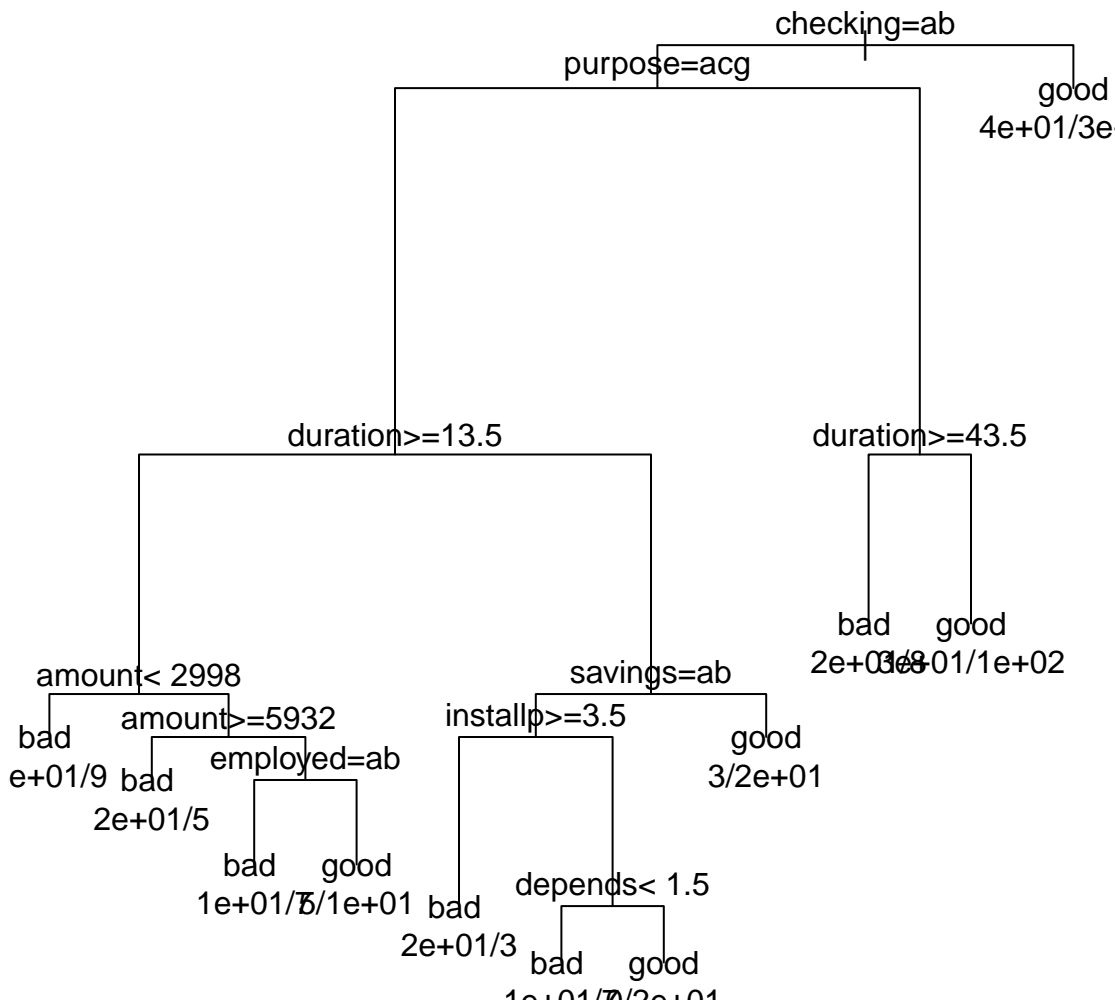 checking=ab
purpose=acg
good
duration>=13.5
duration>=43.5
bad
good
amount< 2998
savings=ab
amount>=5932
installp>=3.5
bad
good
employed=ab
e+01/9
bad
3/2e+01
2e+01/5
bad
good
depends< 1.5
bad
2e+01/3
bad
good